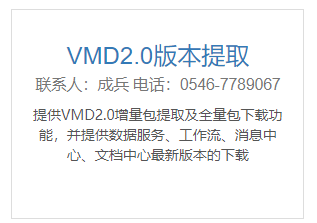 VMD2.0版本提取
联系人：成兵 电话：0546-7789067
提供VMD2.0增量包提取及全量包下载功
能，并提供数据服务、工作流、消息中
心、文档中心最新版本的下载